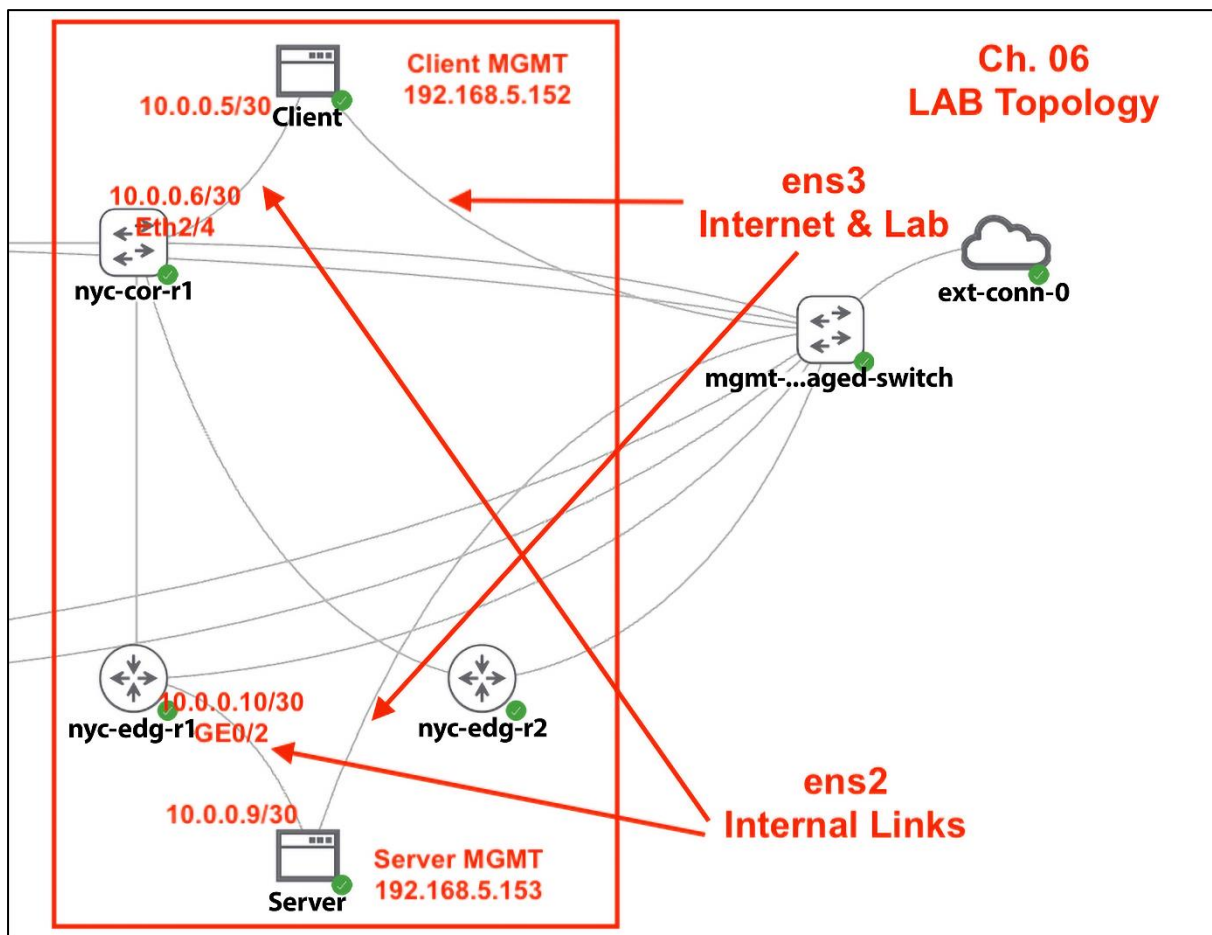 Ch. 06
LAB Topology
Client MGMT
192.168.5.152
10.0.0.5/30
Client
10.0.0.6/30
Eth2/4
nyc-cor-r1
ens3
Internet & Lab
ext-conn-0
mgmt-...aged-switch
nyc-edg-r1
10.0.0.10/30
GE0/2
nyc-edg-r2
ens2
Internal Links
10.0.0.9/30
Server MGMT
192.168.5.153
Server